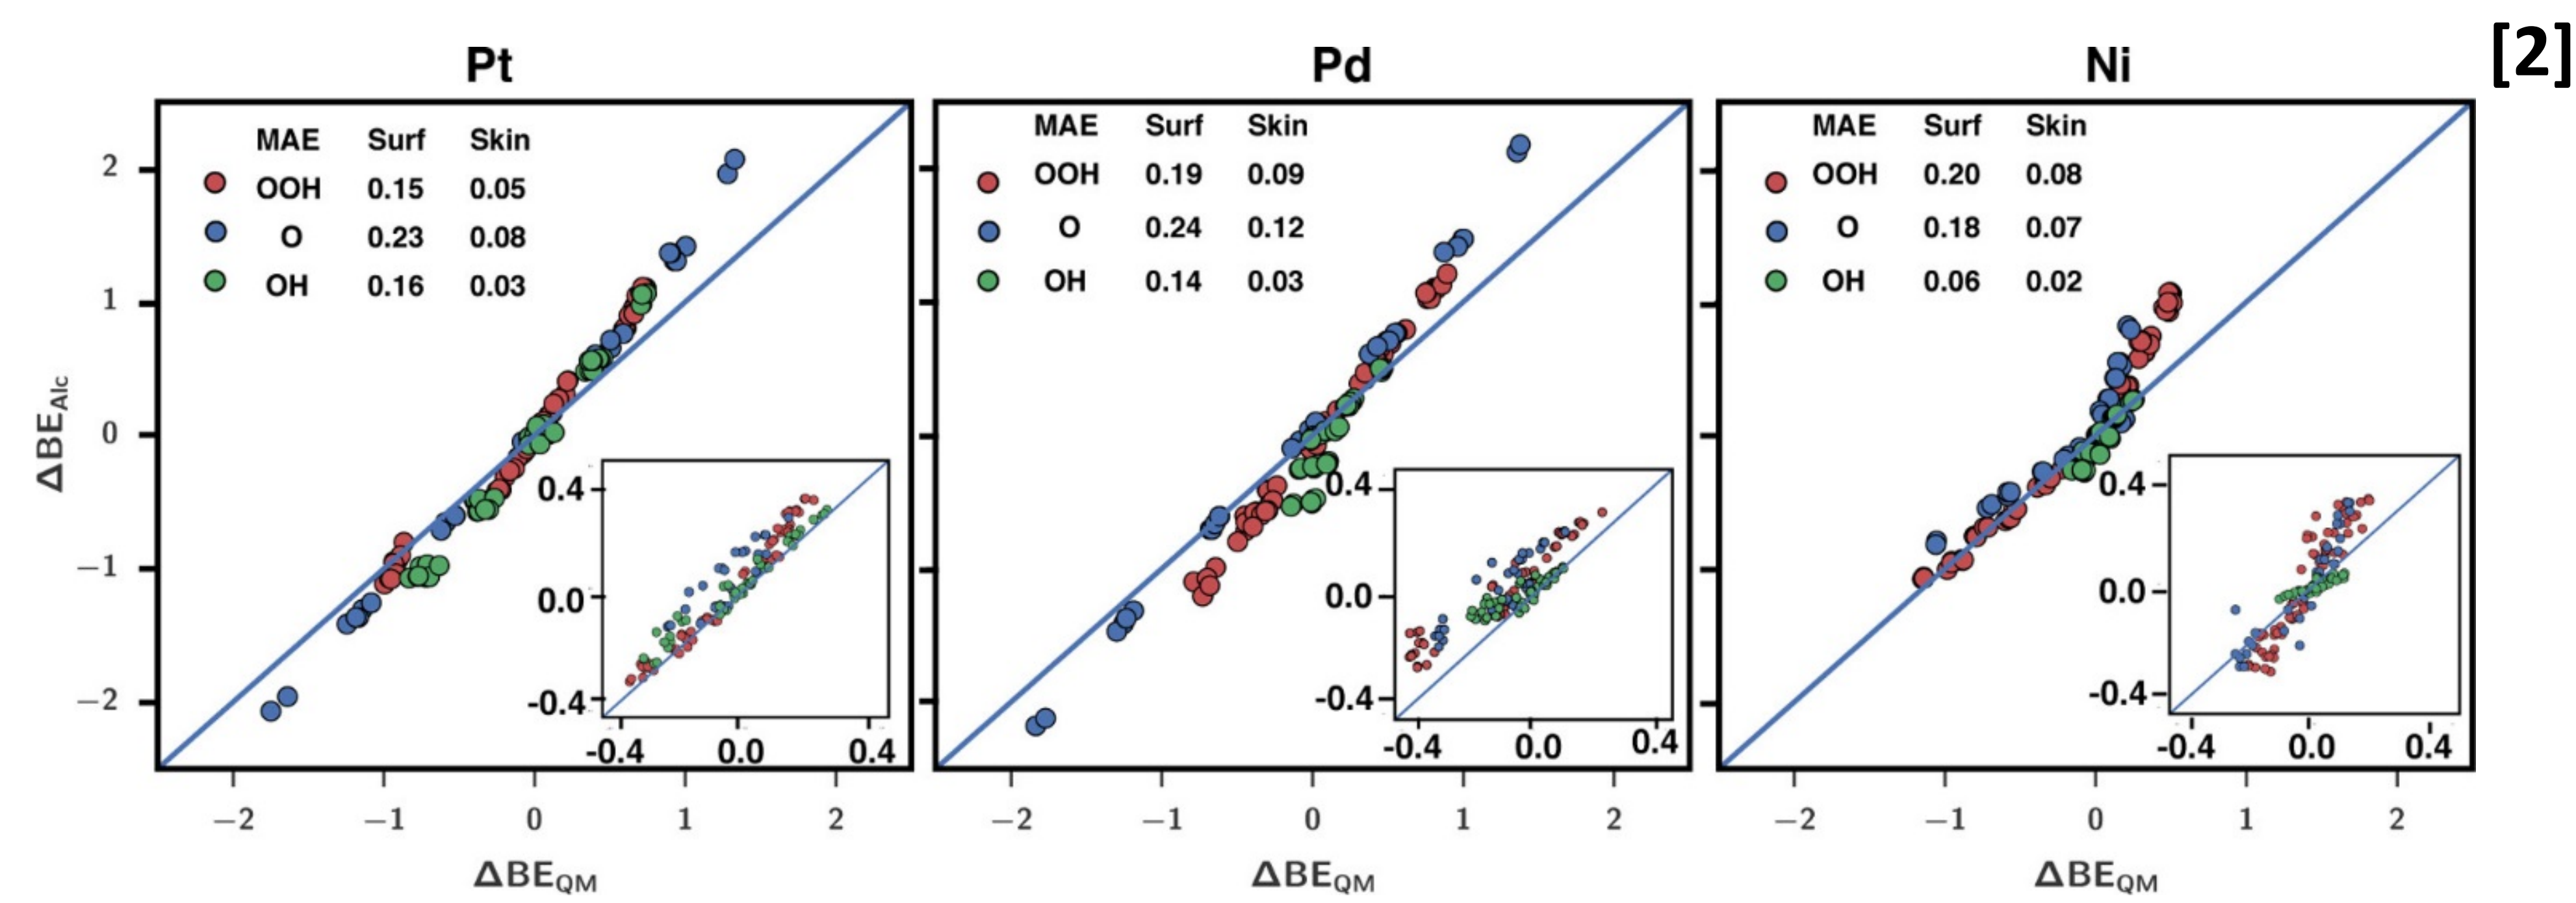 [2]
Pt
Pd
Ni
ΔBE_Alc
2
1
0
−1
−2
MAE Surf Skin
OOH 0.15 0.05
O 0.23 0.08
OH 0.16 0.03
0.4
0.0
-0.4
-0.4 0.0 0.4
−2 −1 0 1 2
ΔBE_QM
MAE Surf Skin
OOH 0.19 0.09
O 0.24 0.12
OH 0.14 0.03
0.4
0.0
-0.4
-0.4 0.0 0.4
−2 −1 0 1 2
ΔBE_QM
MAE Surf Skin
OOH 0.20 0.08
O 0.18 0.07
OH 0.06 0.02
0.4
0.0
-0.4
-0.4 0.0 0.4
−2 −1 0 1 2
ΔBE_QM